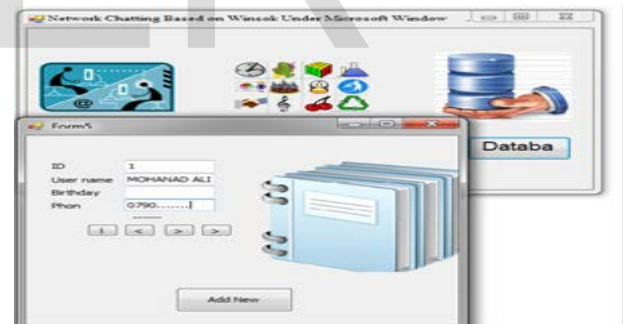 Network Chatting Based on Winsok Under Microsoft Window
Databa
Form5
ID 1
User name MOHANAD ALI
Birthday
Phon 0790.......
< > >
Add New